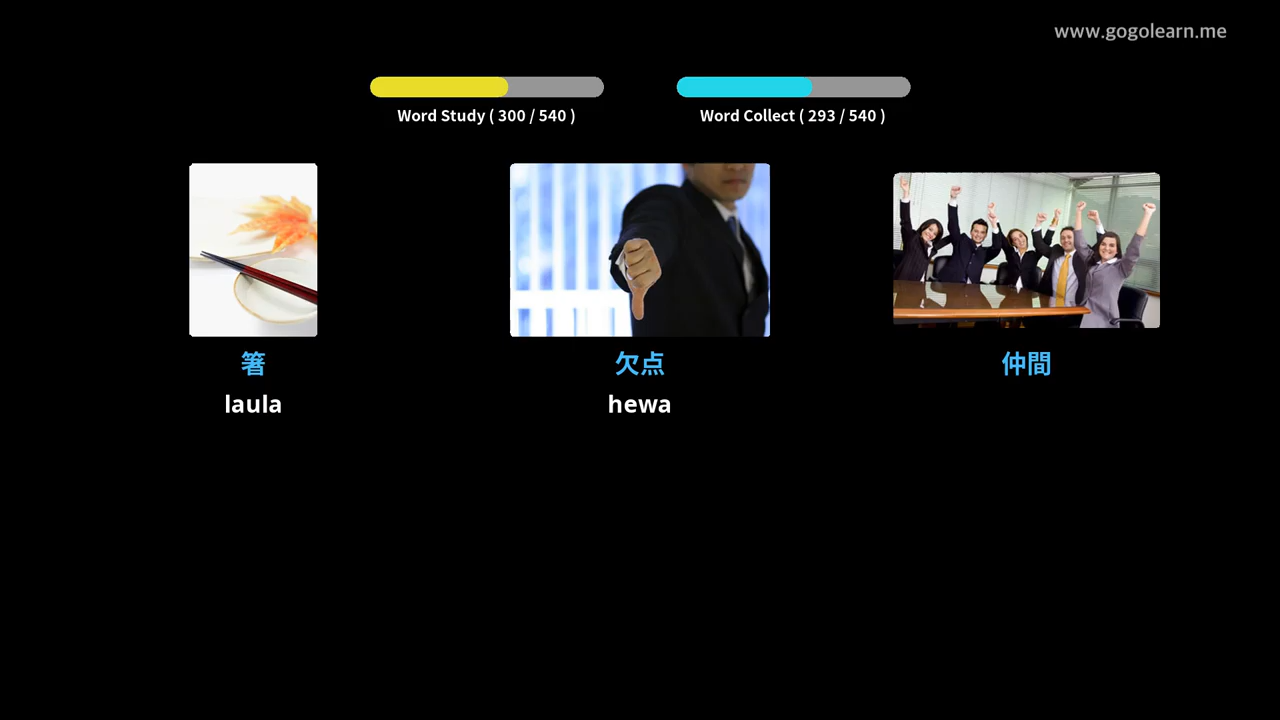 www.gogolearn.me
Word Study ( 300 / 540 )
Word Collect ( 293 / 540 )
箸
欠点
仲間
laula
hewa